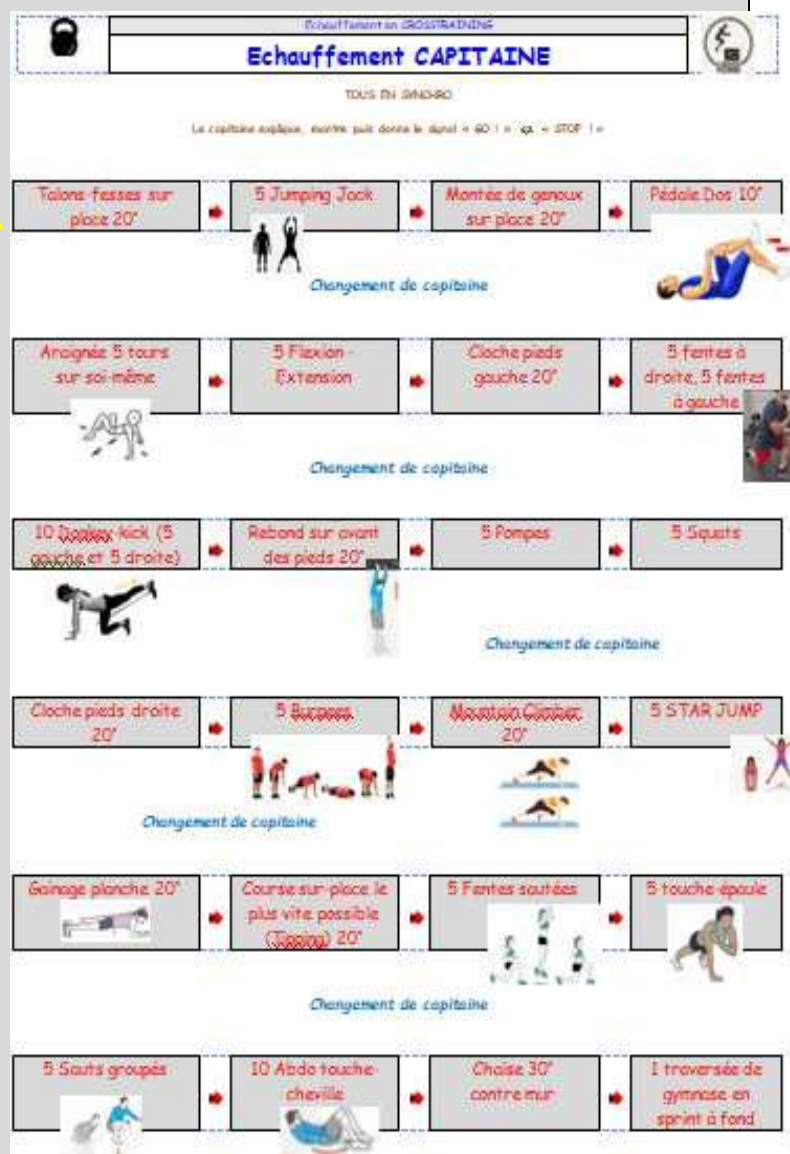 Echauffement en CROSSTRAINING
Echauffement CAPITAINE
TOUS EN SYNCHRO
Le capitaine explique, montre puis donne le signal « GO ! » et « STOP ! »
Talons-fesses sur
place 20"
5 Jumping Jack
Montée de genoux
sur place 20"
Pédale Dos 10"
Changement de capitaine
Araignée 5 tours
sur soi-même
5 Flexion -
Extension
Cloche pieds
gauche 20"
5 fentes à
droite, 5 fentes
à gauche
Changement de capitaine
10 Donkey kick (5
gauche et 5 droite)
Rebond sur avant
des pieds 20"
5 Pompes
5 Squats
Changement de capitaine
Cloche pieds droite
20"
5 Burpees
Mountain Climber
20"
5 STAR JUMP
Changement de capitaine
Gainage planche 20"
Course sur place le
plus vite possible
(Tipping) 20"
5 Fentes sautées
5 touche-épaule
Changement de capitaine
5 Sauts groupés
10 Abdo touche-
cheville
Chaise 30"
contre mur
1 traversée de
gymnase en
sprint à fond